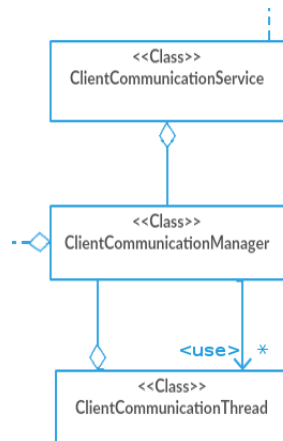 <<Class>>
ClientCommunicationService
<<Class>>
ClientCommunicationManager
<use> *
<<Class>>
ClientCommunicationThread